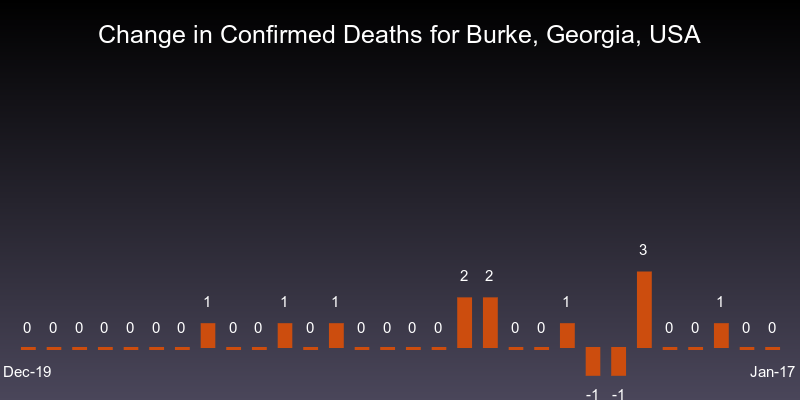 Change in Confirmed Deaths for Burke, Georgia, USA
3
2 2
1 1 1 1 1
0 0 0 0 0 0 0 0 0 0 0 0 0 0 0 0 0 0 0 0
Dec-19 Jan-17
-1 -1